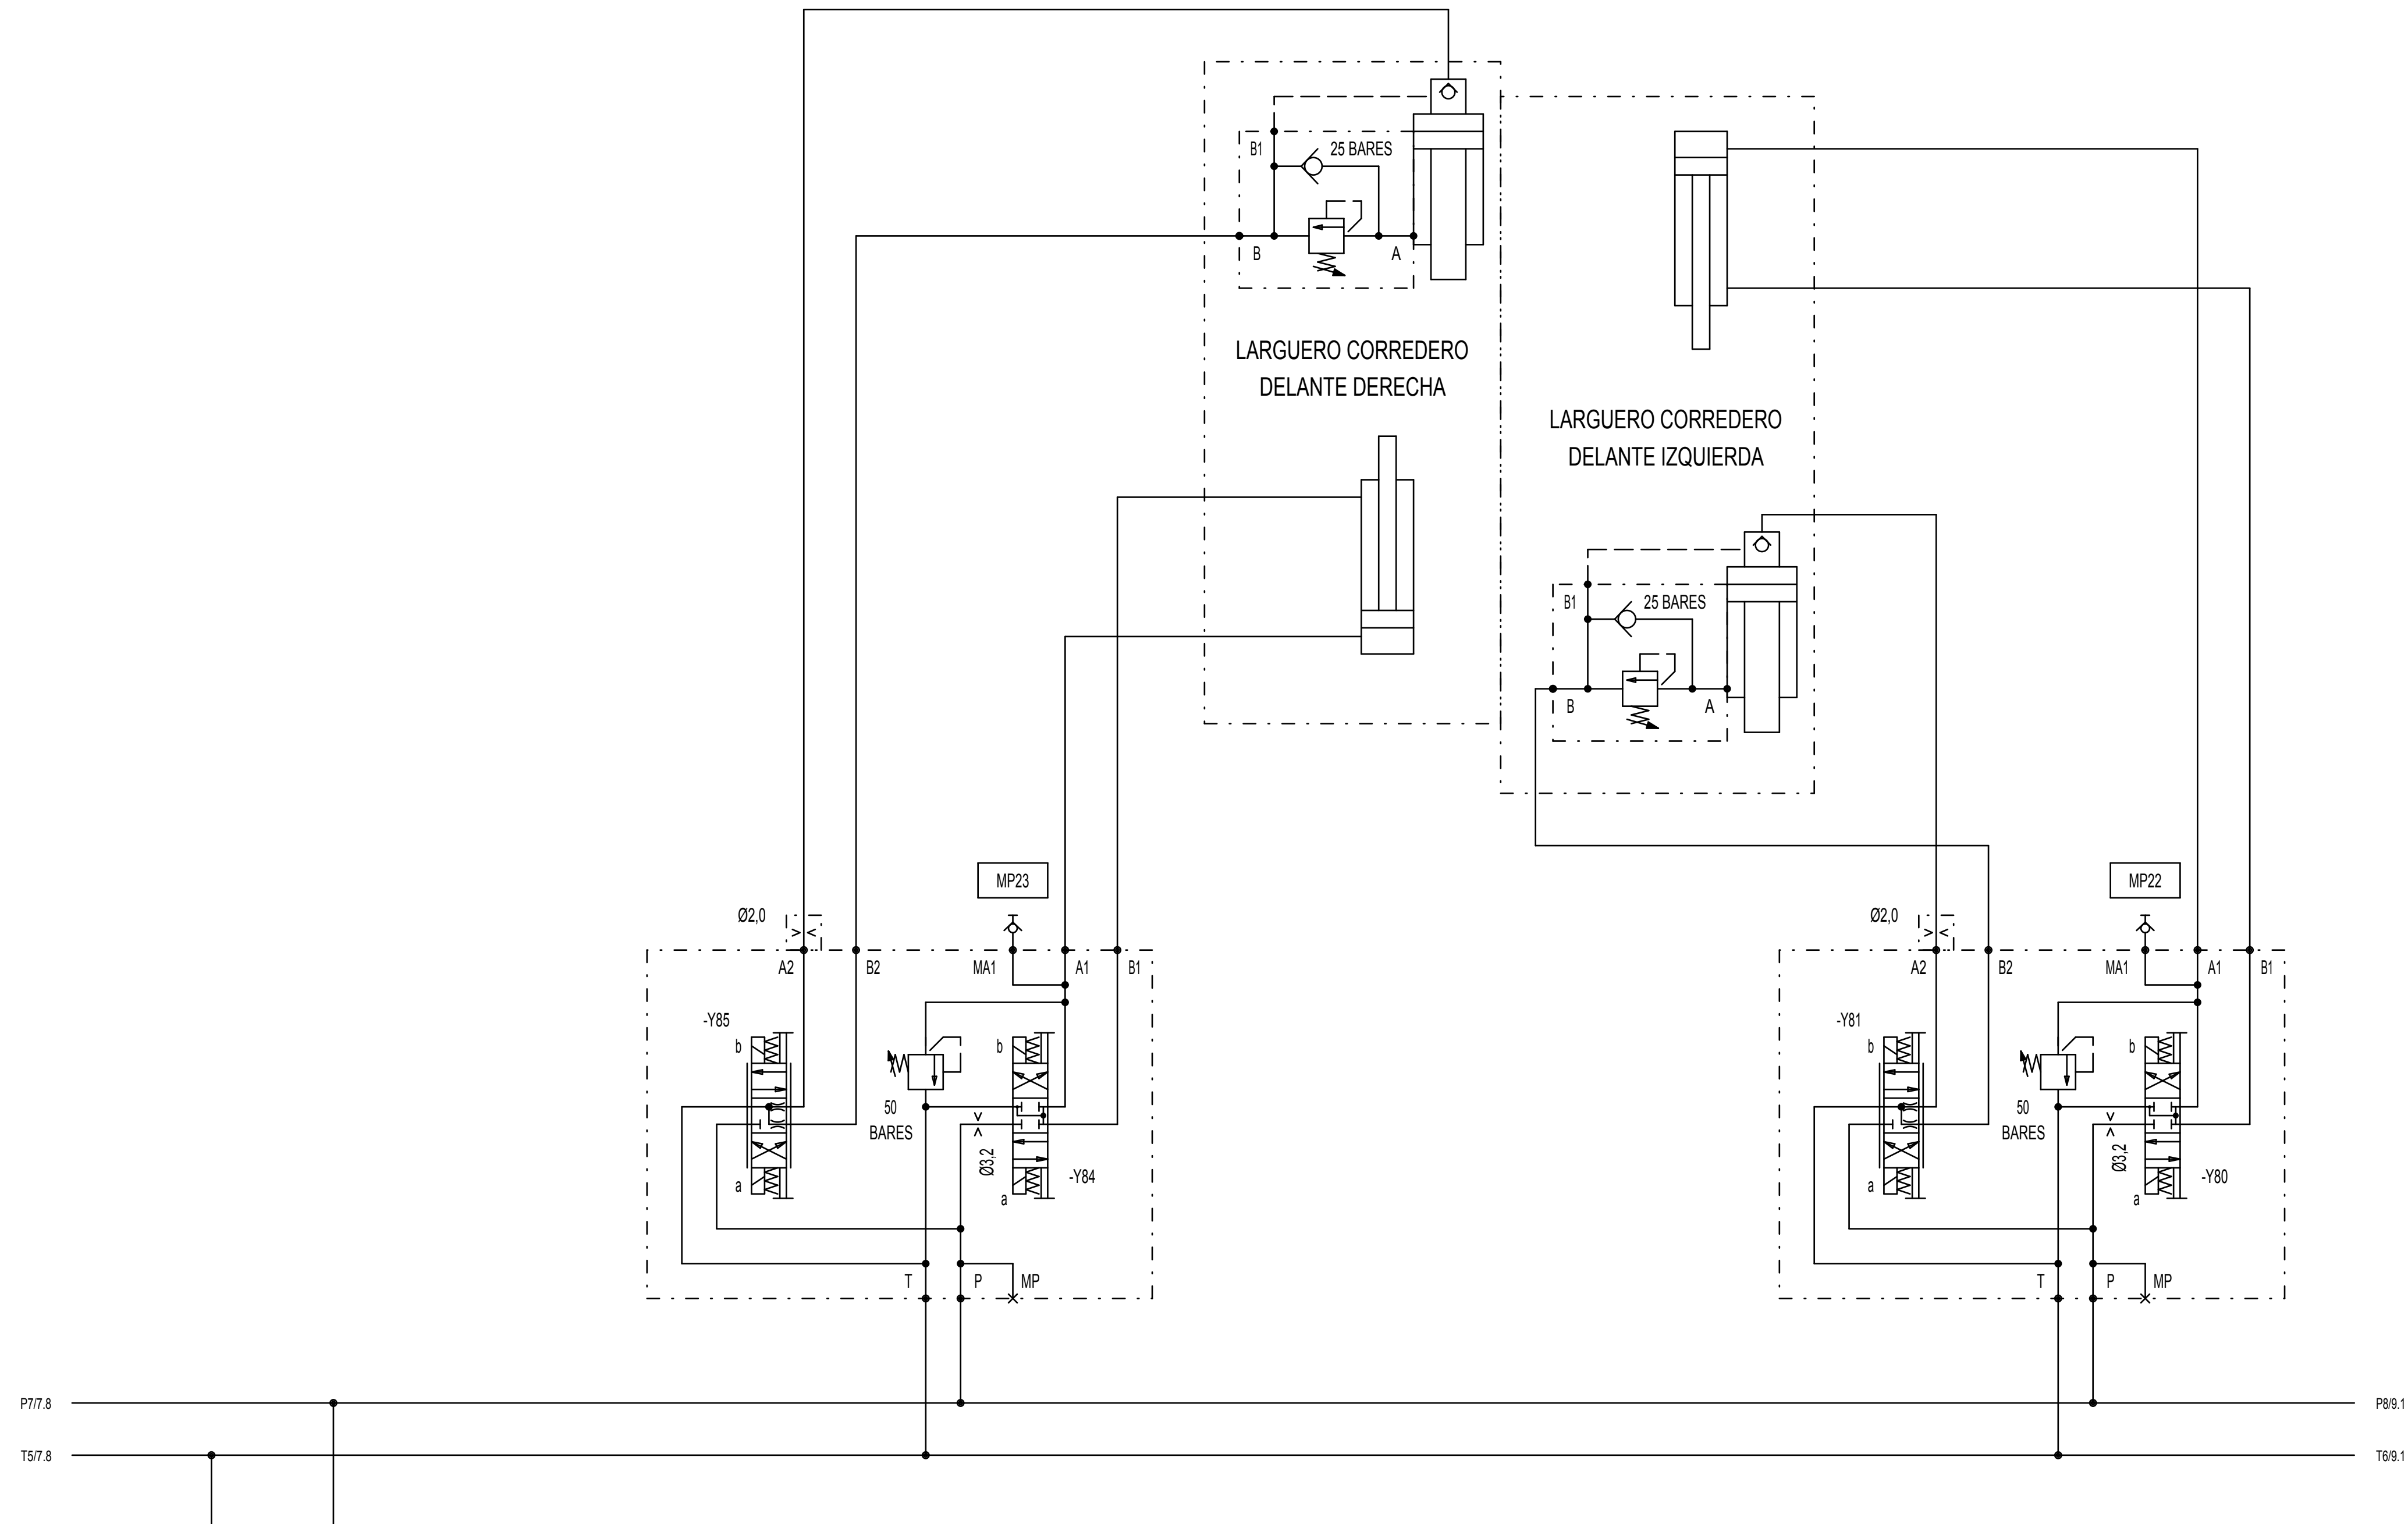 B1
25 BARES
B
A
LARGUERO CORREDERO
DELANTE DERECHA
LARGUERO CORREDERO
DELANTE IZQUIERDA
B1
25 BARES
B
A
MP23
Ø2,0
A2
B2
MA1
A1
B1
-Y85
b
a
50
BARES
Ø3,2
b
a
-Y84
T
P
MP
MP22
Ø2,0
A2
B2
MA1
A1
B1
-Y81
b
a
50
BARES
Ø3,2
b
a
-Y80
T
P
MP
P7/7.8
P8/9.1
T5/7.8
T6/9.1